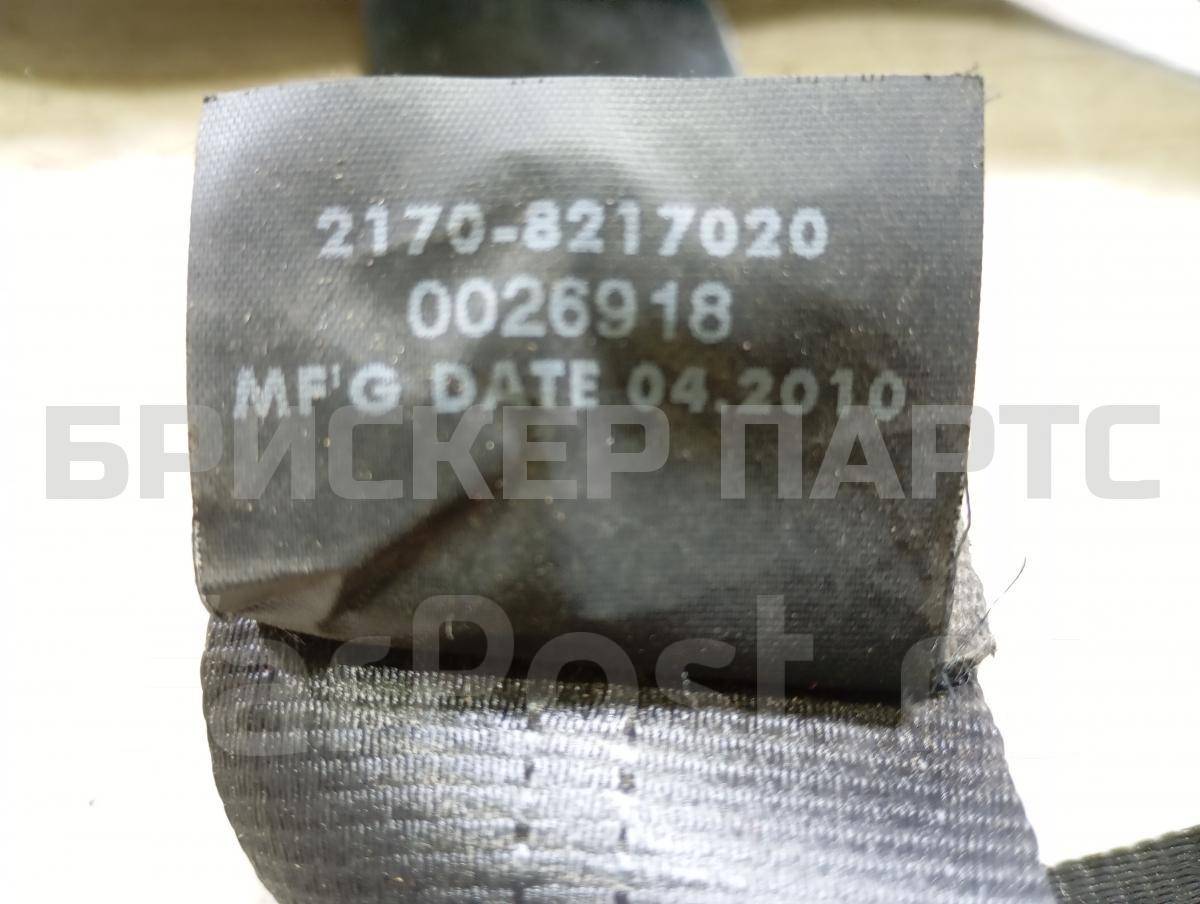 2170-8217020
0026918
MF'G DATE 04.2010
БРИСКЕР ПАРТС